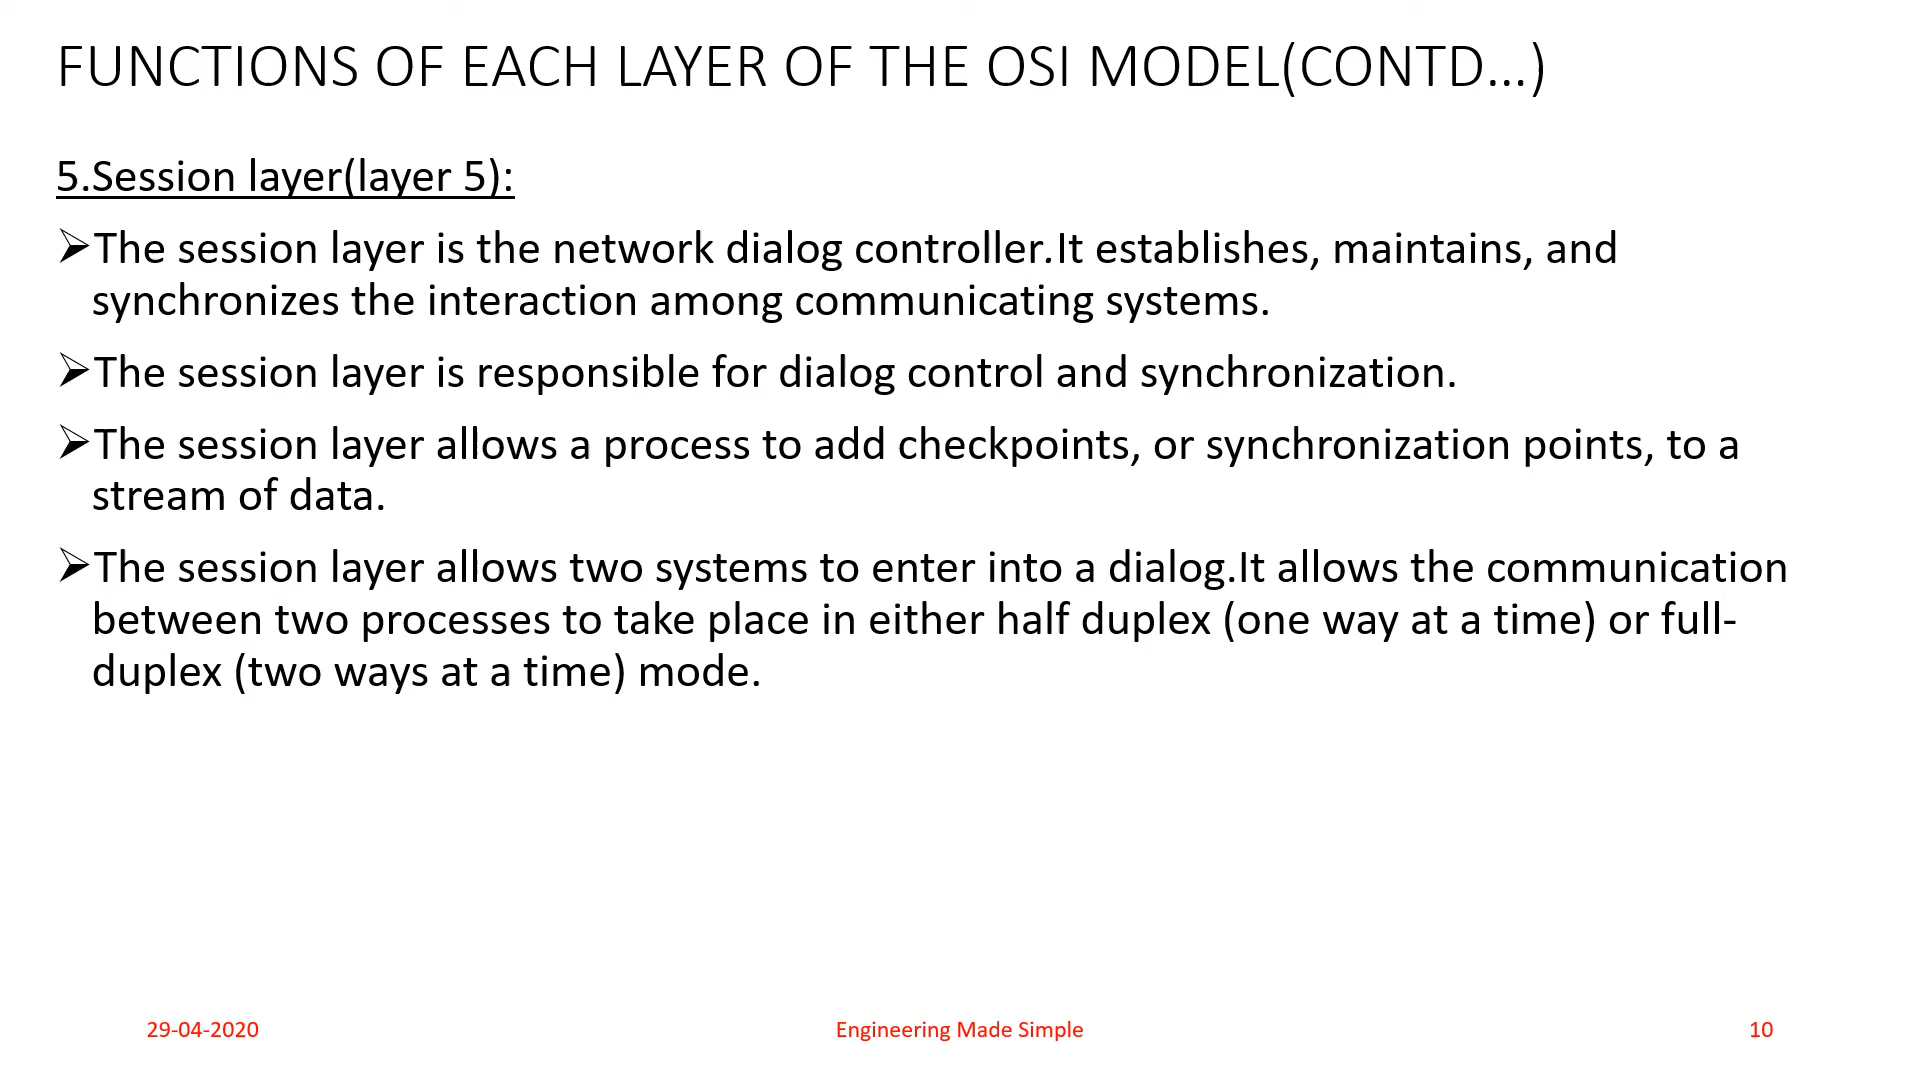 FUNCTIONS OF EACH LAYER OF THE OSI MODEL(CONTD...)
5.Session layer(layer 5):
➢The session layer is the network dialog controller.It establishes, maintains, and
synchronizes the interaction among communicating systems.
➢The session layer is responsible for dialog control and synchronization.
➢The session layer allows a process to add checkpoints, or synchronization points, to a
stream of data.
➢The session layer allows two systems to enter into a dialog.It allows the communication
between two processes to take place in either half duplex (one way at a time) or full-
duplex (two ways at a time) mode.
29-04-2020
Engineering Made Simple
10